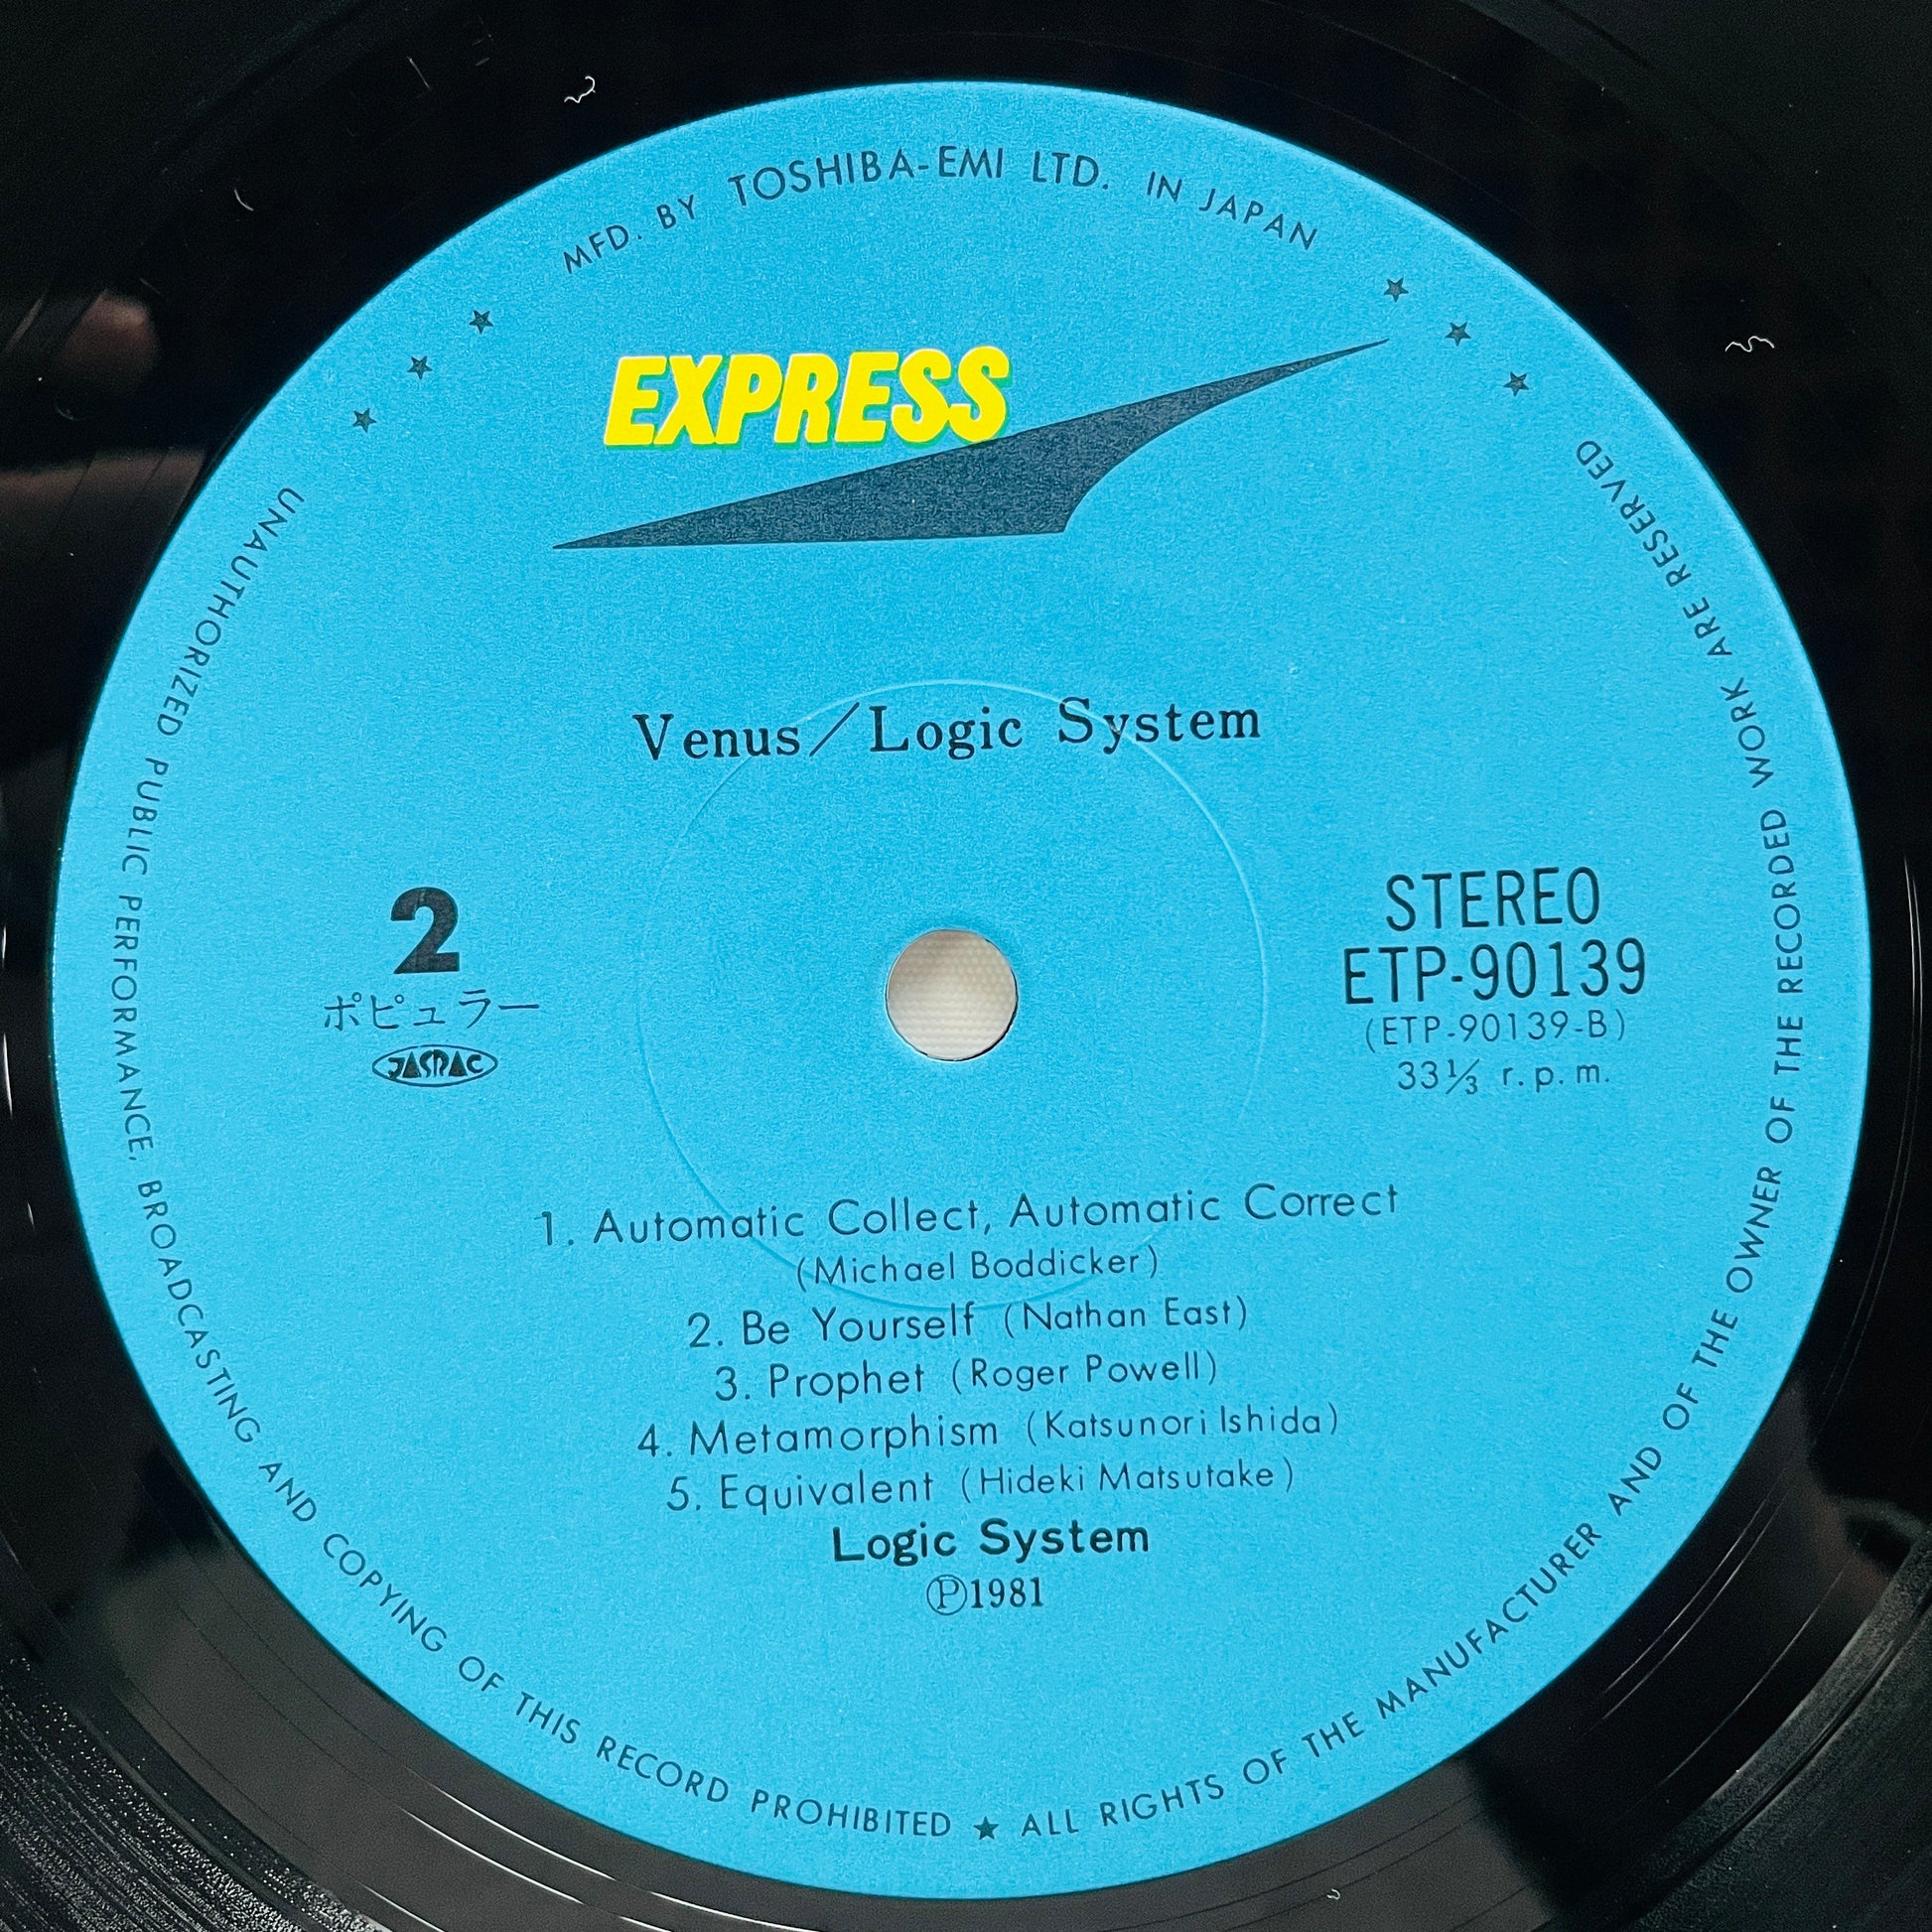 MFD. BY TOSHIBA-EMI LTD. IN JAPAN
EXPRESS
Venus/Logic System
2
ポピュラー
JASRAC
STEREO
ETP-90139
(ETP-90139-B)
33⅓ r.p.m.
1. Automatic Collect, Automatic Correct
(Michael Boddicker)
2. Be Yourself (Nathan East)
3. Prophet (Roger Powell)
4. Metamorphism (Katsunori Ishida)
5. Equivalent (Hideki Matsutake)
Logic System
Ⓟ1981
UNAUTHORIZED PUBLIC PERFORMANCE, BROADCASTING AND COPYING OF THIS RECORD PROHIBITED ★ ALL RIGHTS OF THE MANUFACTURER AND OF THE OWNER OF THE RECORDED WORK ARE RESERVED